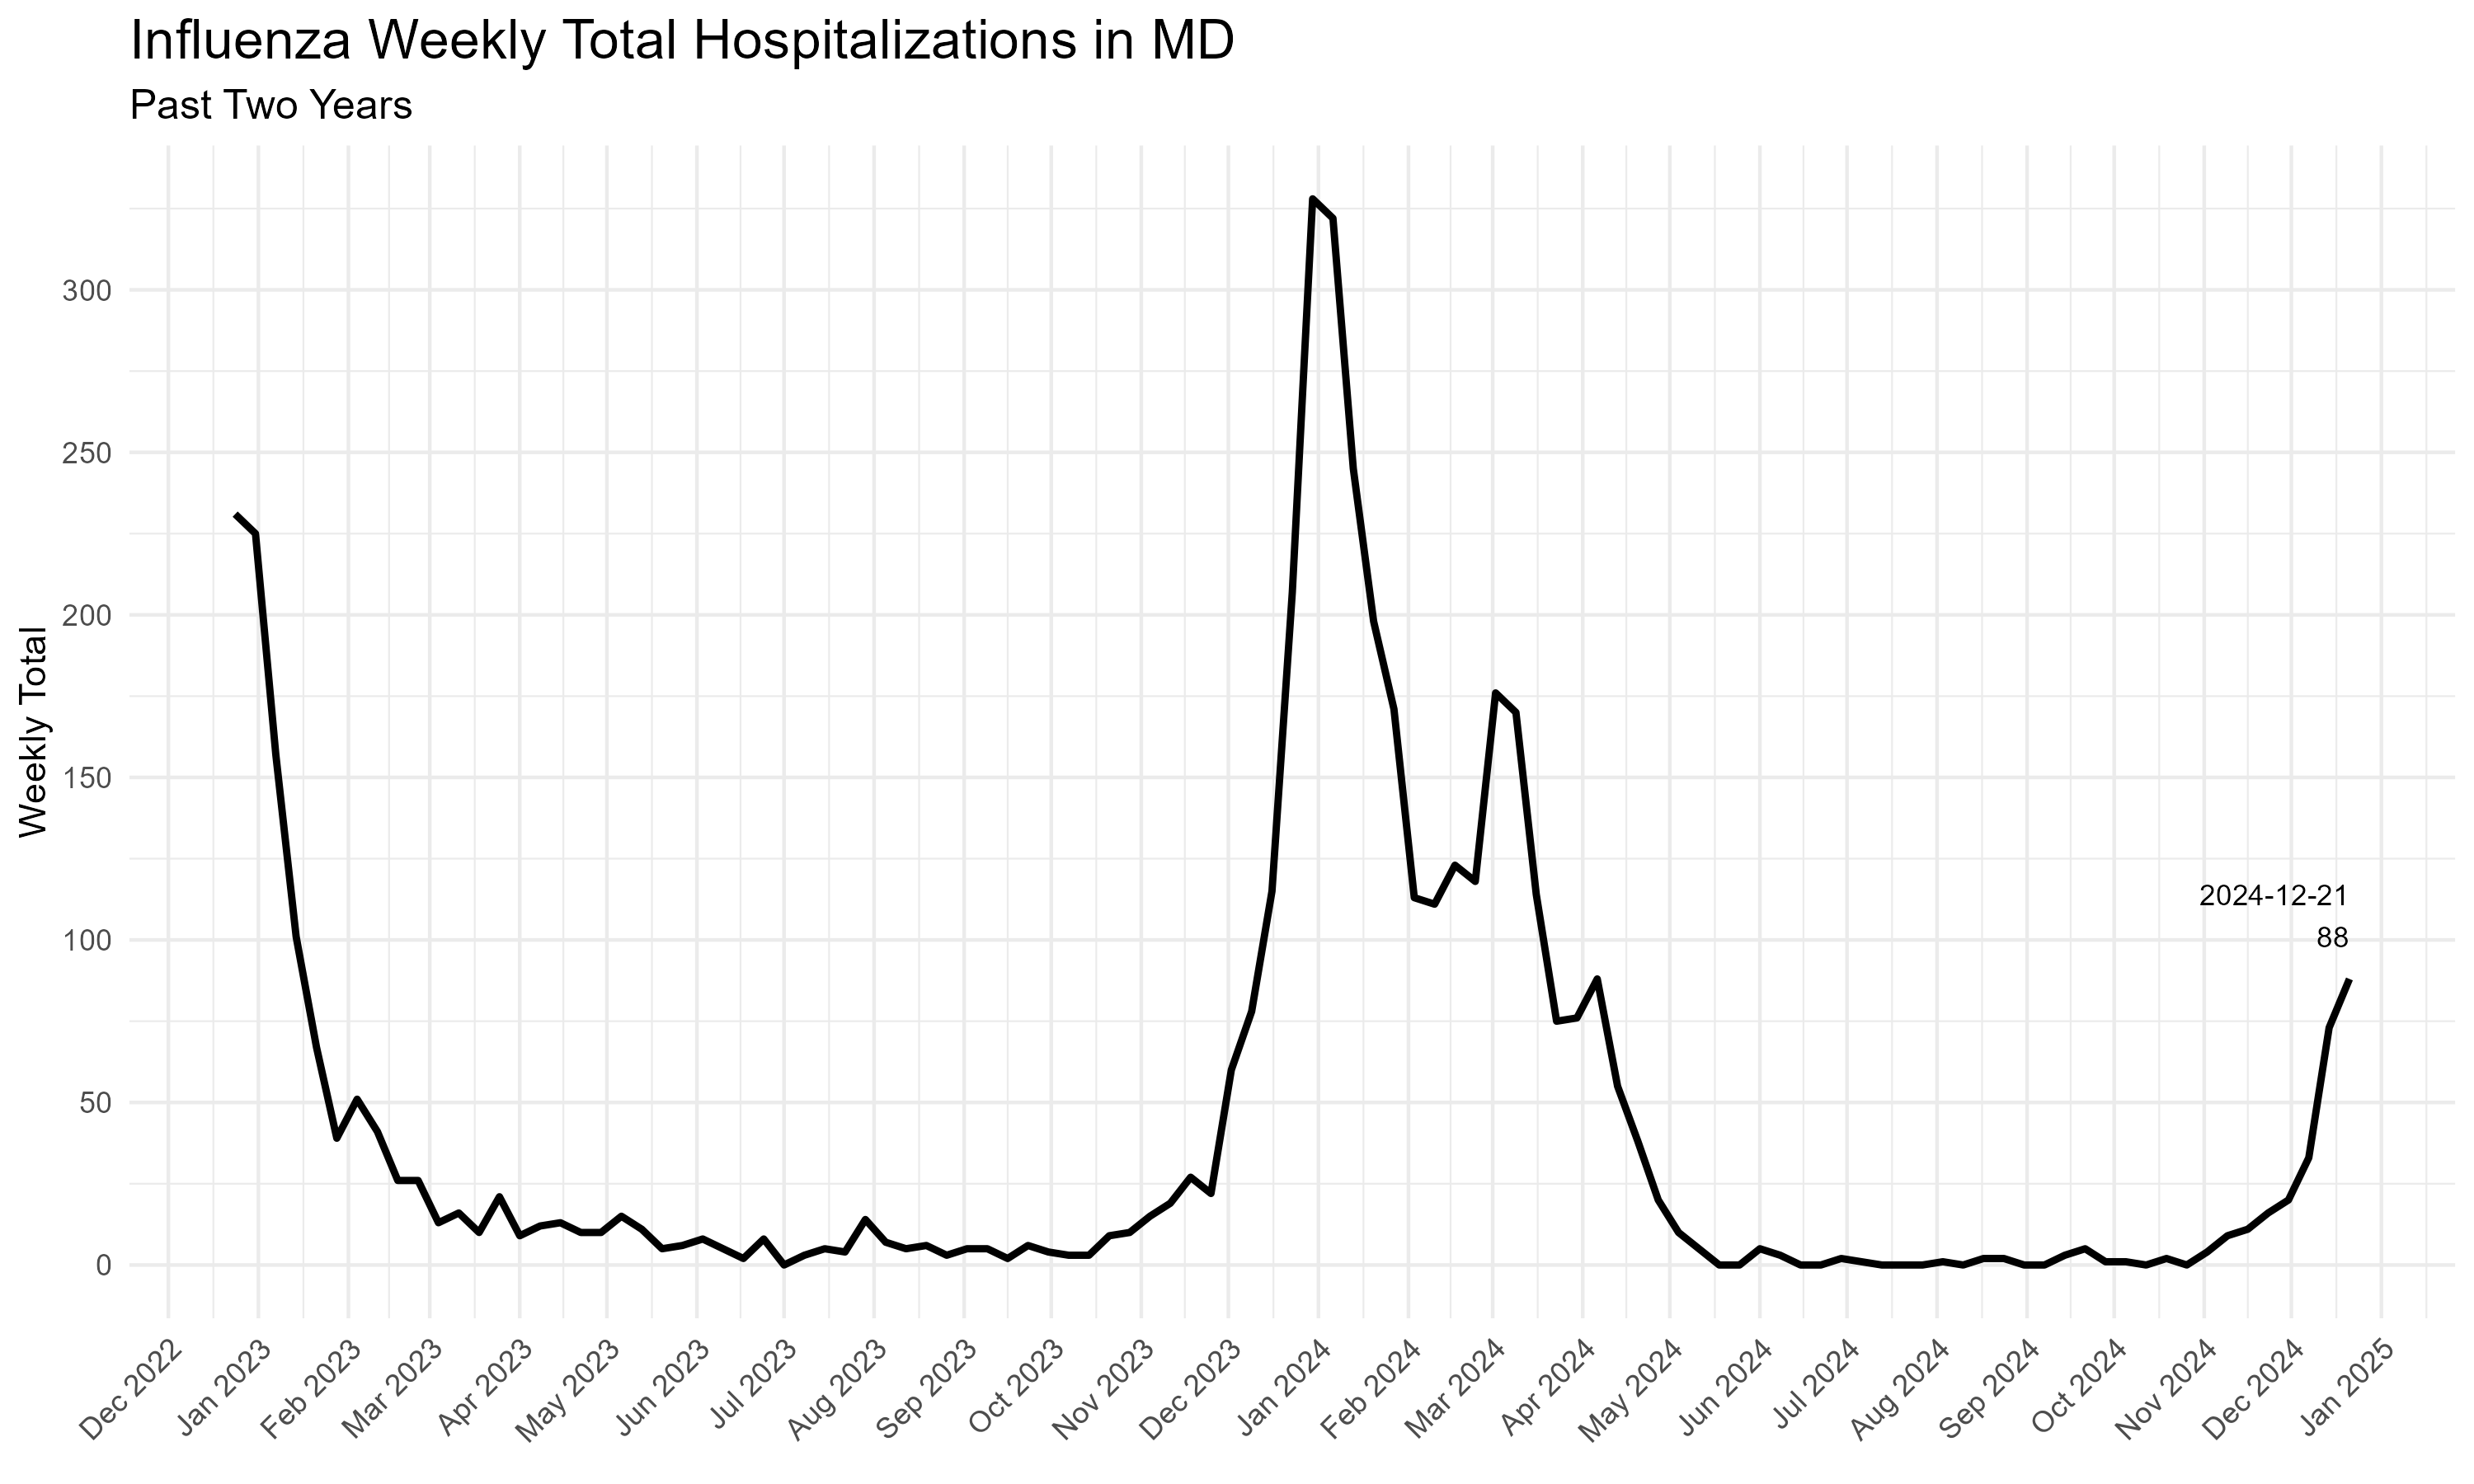 Influenza Weekly Total Hospitalizations in MD
Past Two Years
Weekly Total
300
250
200
150
100
50
0
2024-12-21
88
Dec 2022
Jan 2023
Feb 2023
Mar 2023
Apr 2023
May 2023
Jun 2023
Jul 2023
Aug 2023
Sep 2023
Oct 2023
Nov 2023
Dec 2023
Jan 2024
Feb 2024
Mar 2024
Apr 2024
May 2024
Jun 2024
Jul 2024
Aug 2024
Sep 2024
Oct 2024
Nov 2024
Dec 2024
Jan 2025